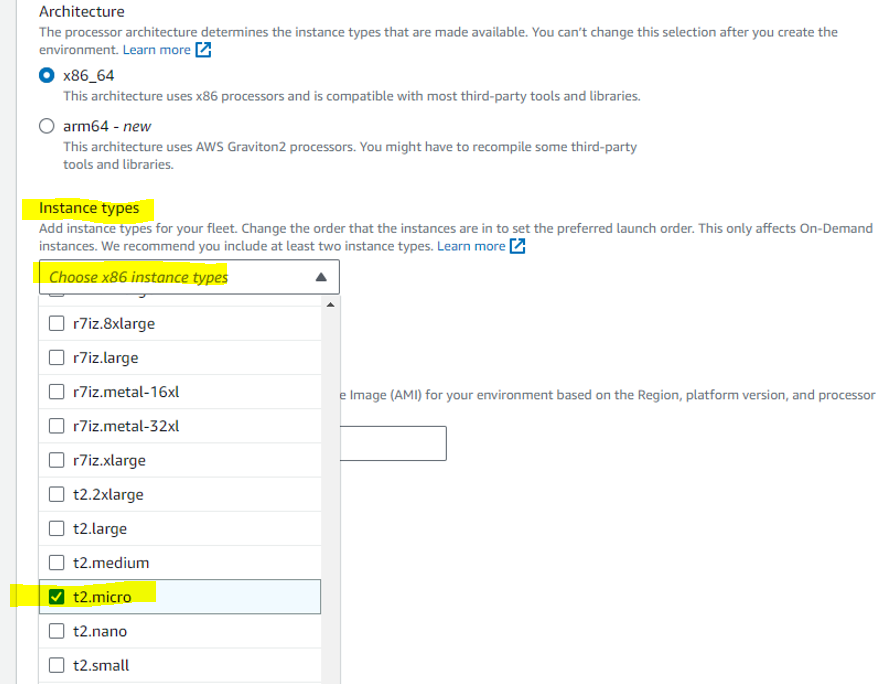 Architecture
The processor architecture determines the instance types that are made available. You can't change this selection after you create the
environment. Learn more
x86_64
This architecture uses x86 processors and is compatible with most third-party tools and libraries.
arm64 - new
This architecture uses AWS Graviton2 processors. You might have to recompile some third-party
tools and libraries.
Instance types
Add instance types for your fleet. Change the order that the instances are in to set the preferred launch order. This only affects On-Demand
instances. We recommend you include at least two instance types. Learn more
Choose x86 instance types
r7iz.8xlarge
r7iz.large
r7iz.metal-16xl
e Image (AMI) for your environment based on the Region, platform version, and processor
r7iz.metal-32xl
r7iz.xlarge
t2.2xlarge
t2.large
t2.medium
t2.micro
t2.nano
t2.small